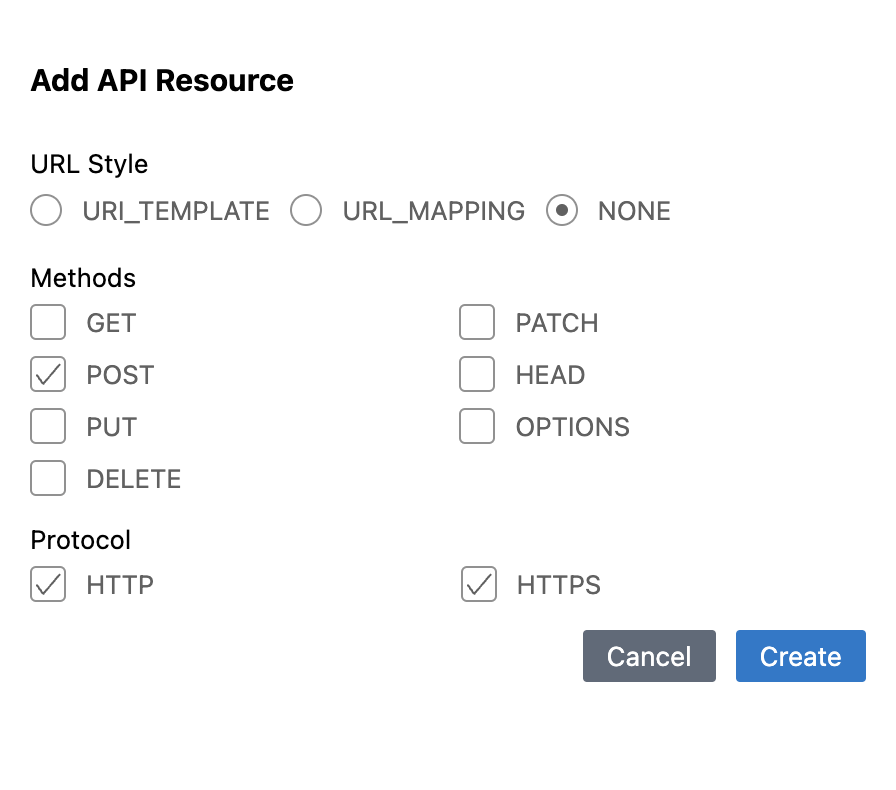 Add API Resource
URL Style
URI_TEMPLATE URL_MAPPING NONE
Methods
GET PATCH
POST HEAD
PUT OPTIONS
DELETE
Protocol
HTTP HTTPS
Cancel Create